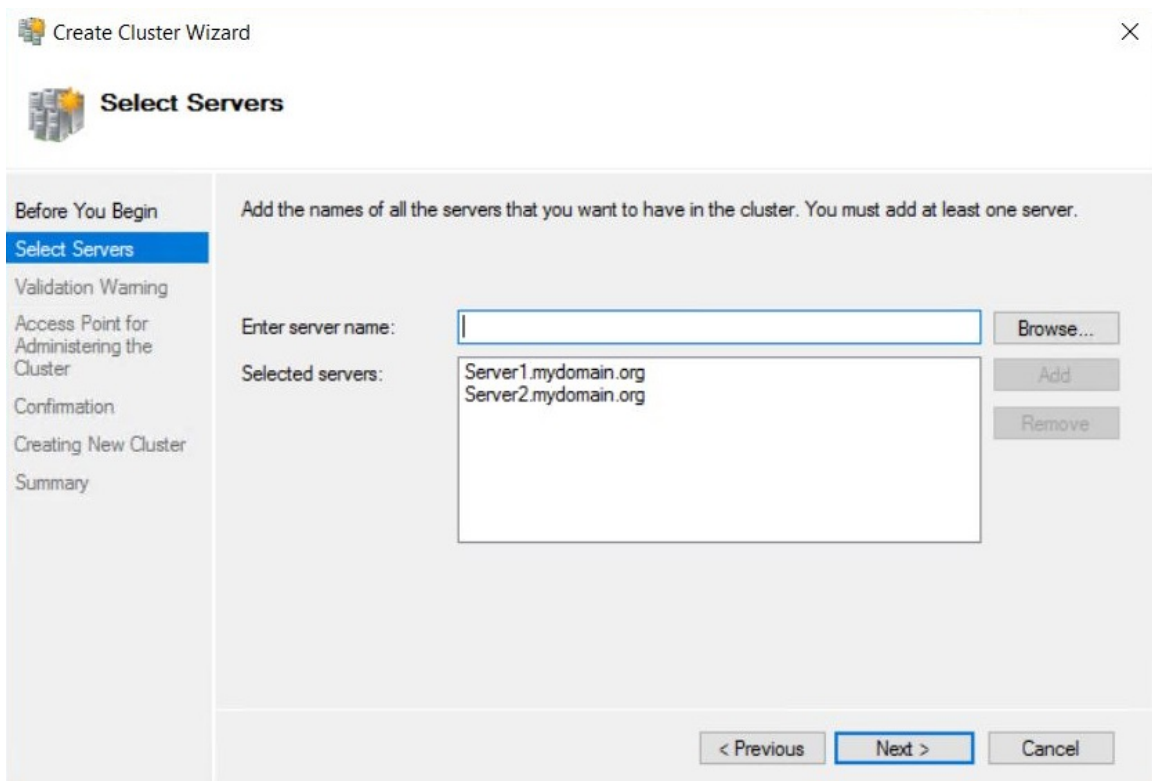 Create Cluster Wizard
Select Servers
Before You Begin
Select Servers
Validation Warning
Access Point for
Administering the
Cluster
Confirmation
Creating New Cluster
Summary
Add the names of all the servers that you want to have in the cluster. You must add at least one server.
Enter server name:
Browse...
Selected servers:
Server1.mydomain.org
Server2.mydomain.org
Add
Remove
< Previous
Next >
Cancel